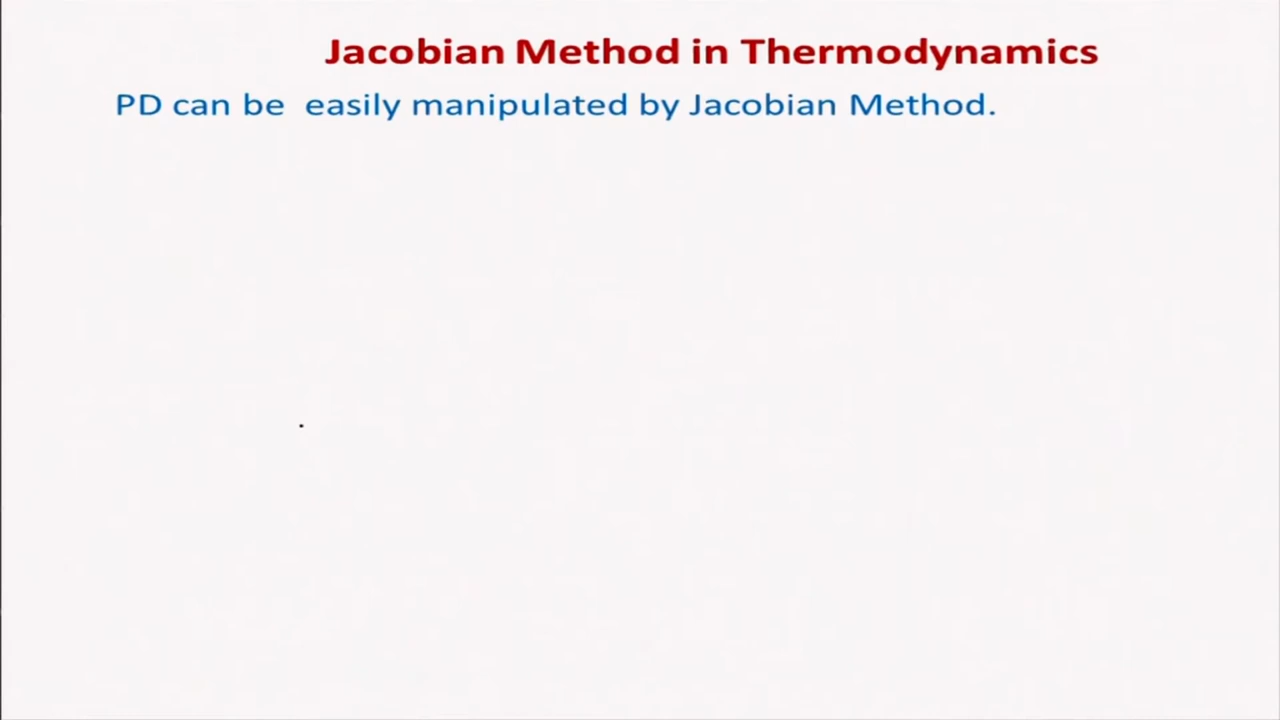 Jacobian Method in Thermodynamics
PD can be easily manipulated by Jacobian Method.